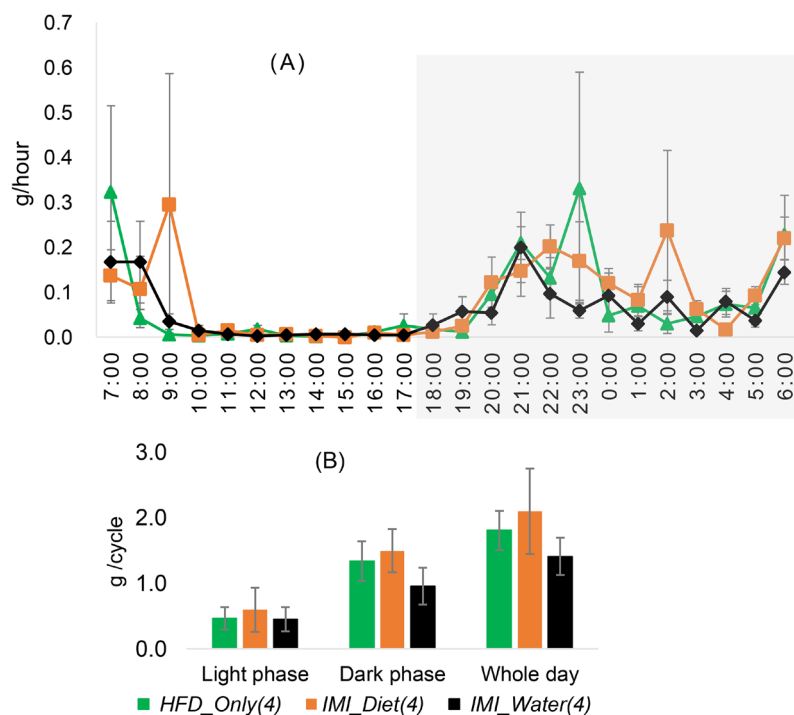 (A)
g/hour
0.7
0.6
0.5
0.4
0.3
0.2
0.1
0.0
7:00 8:00 9:00 10:00 11:00 12:00 13:00 14:00 15:00 16:00 17:00 18:00 19:00 20:00 21:00 22:00 23:00 0:00 1:00 2:00 3:00 4:00 5:00 6:00
(B)
g /cycle
3.0
2.0
1.0
0.0
Light phase Dark phase Whole day
HFD_Only(4) IMI_Diet(4) IMI_Water(4)